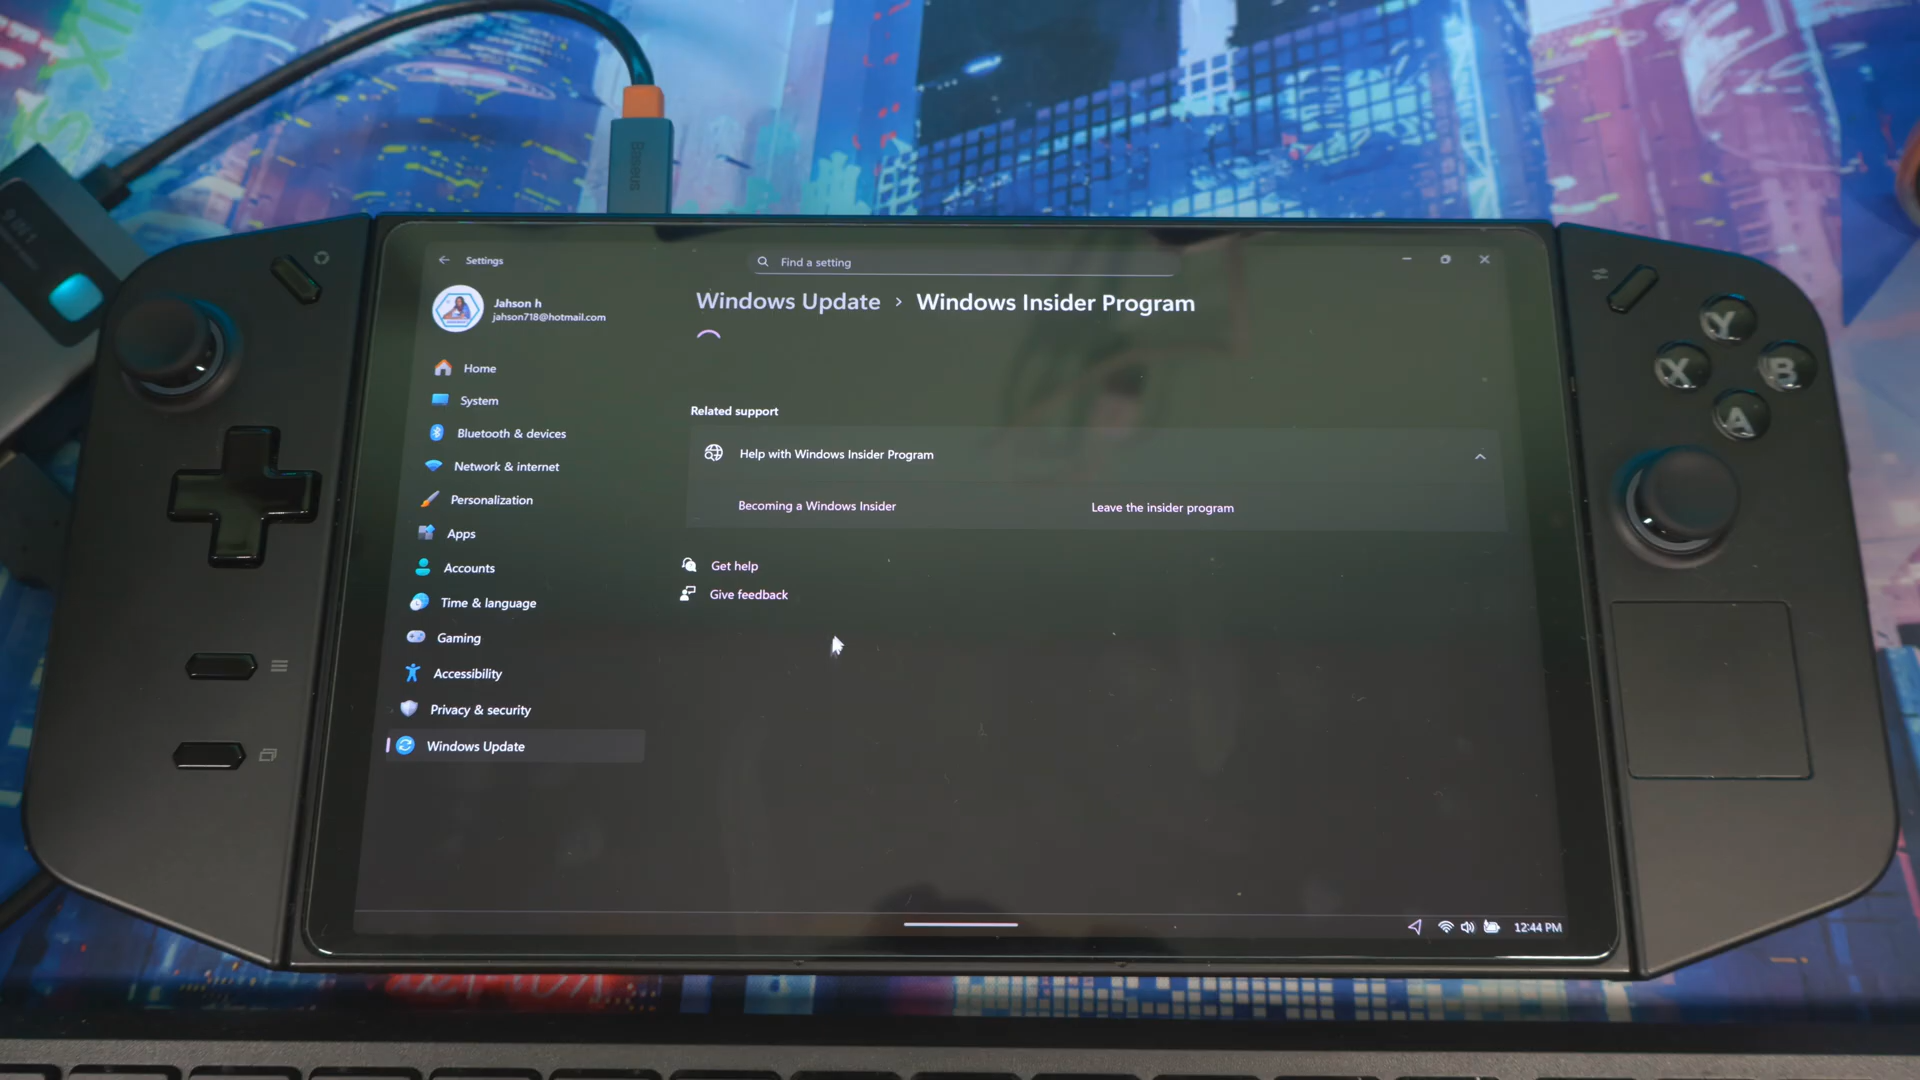 Baseus
Settings
Find a setting
Jahson h
jahson718@hotmail.com
Windows Update > Windows Insider Program
Home
System
Bluetooth & devices
Network & internet
Personalization
Apps
Accounts
Time & language
Gaming
Accessibility
Privacy & security
Windows Update
Related support
Help with Windows Insider Program
Becoming a Windows Insider
Leave the insider program
Get help
Give feedback
12:44 PM
Y
X
B
A